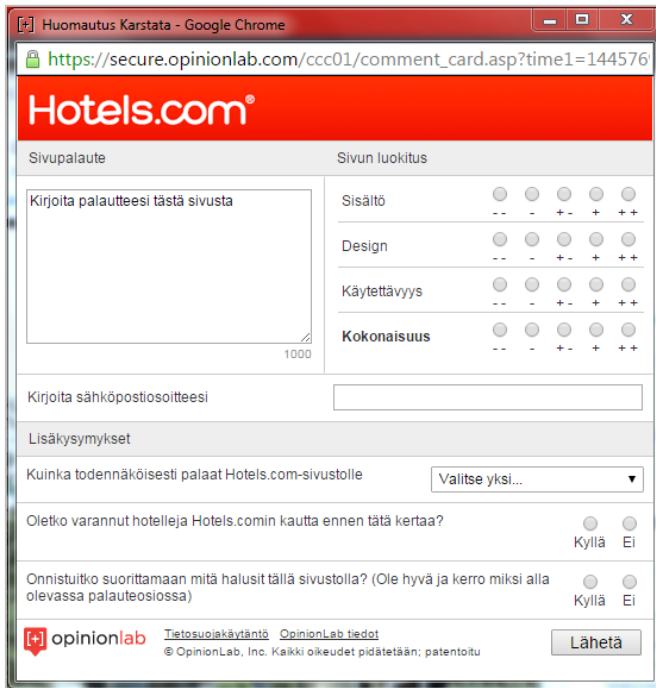 [+] Huomautus Karstata - Google Chrome
https://secure.opinionlab.com/ccc01/comment_card.asp?time1=144576
Hotels.com®
Sivupalaute
Sivun luokitus
Kirjoita palautteesi tästä sivusta
1000
Sisältö
- - - + - + + +
Design
- - - + - + + +
Käytettävyys
- - - + - + + +
Kokonaisuus
- - - + - + + +
Kirjoita sähköpostiosoitteesi
Lisäkysymykset
Kuinka todennäköisesti palaat Hotels.com-sivustolle
Valitse yksi...
Oletko varannut hotelleja Hotels.comin kautta ennen tätä kertaa?
Kyllä Ei
Onnistuitko suorittamaan mitä halusit tällä sivustolla? (Ole hyvä ja kerro miksi alla
olevassa palauteosiossa)
Kyllä Ei
[+] opinionlab
Tietosuojakäytäntö OpinionLab tiedot
© OpinionLab, Inc. Kaikki oikeudet pidätetään; patentoitu
Lähetä